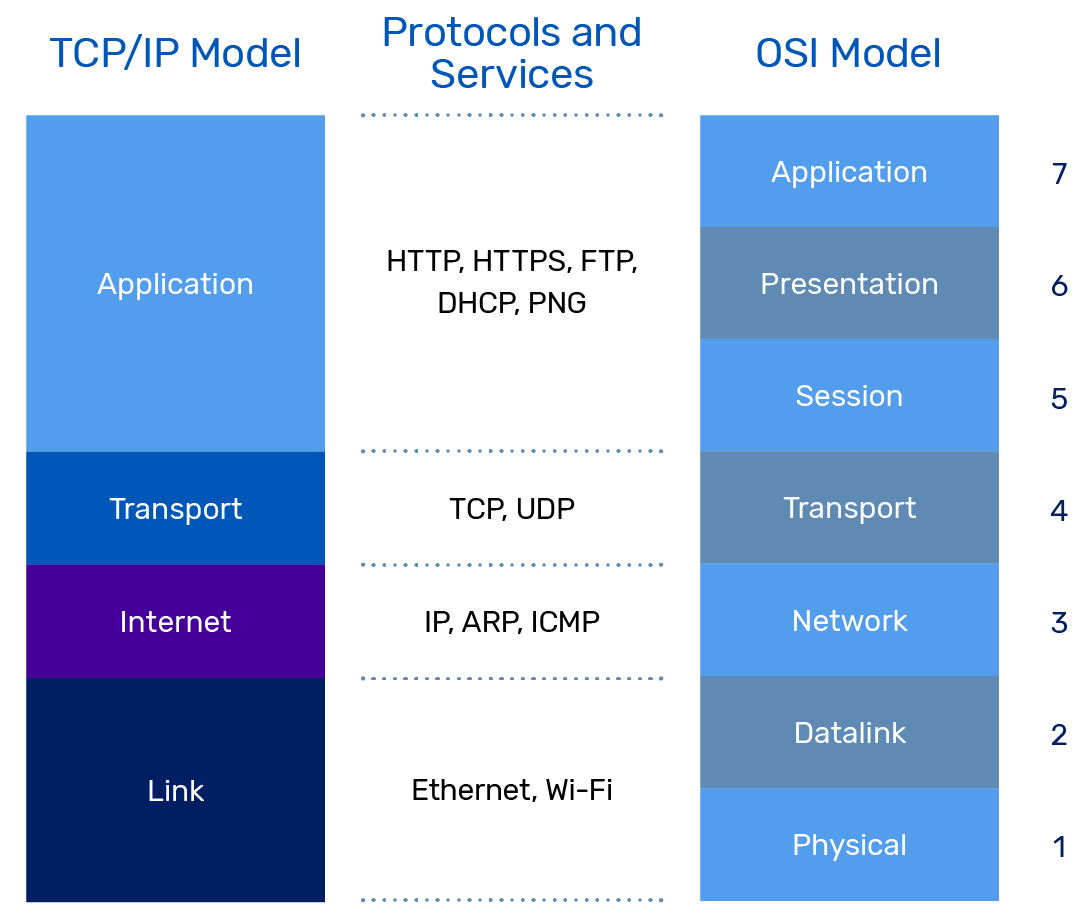 TCP/IP Model
Protocols and
Services
OSI Model
Application
HTTP, HTTPS, FTP,
DHCP, PNG
Application 7
Presentation 6
Session 5
Transport
TCP, UDP
Transport 4
Internet
IP, ARP, ICMP
Network 3
Link
Ethernet, Wi-Fi
Datalink 2
Physical 1